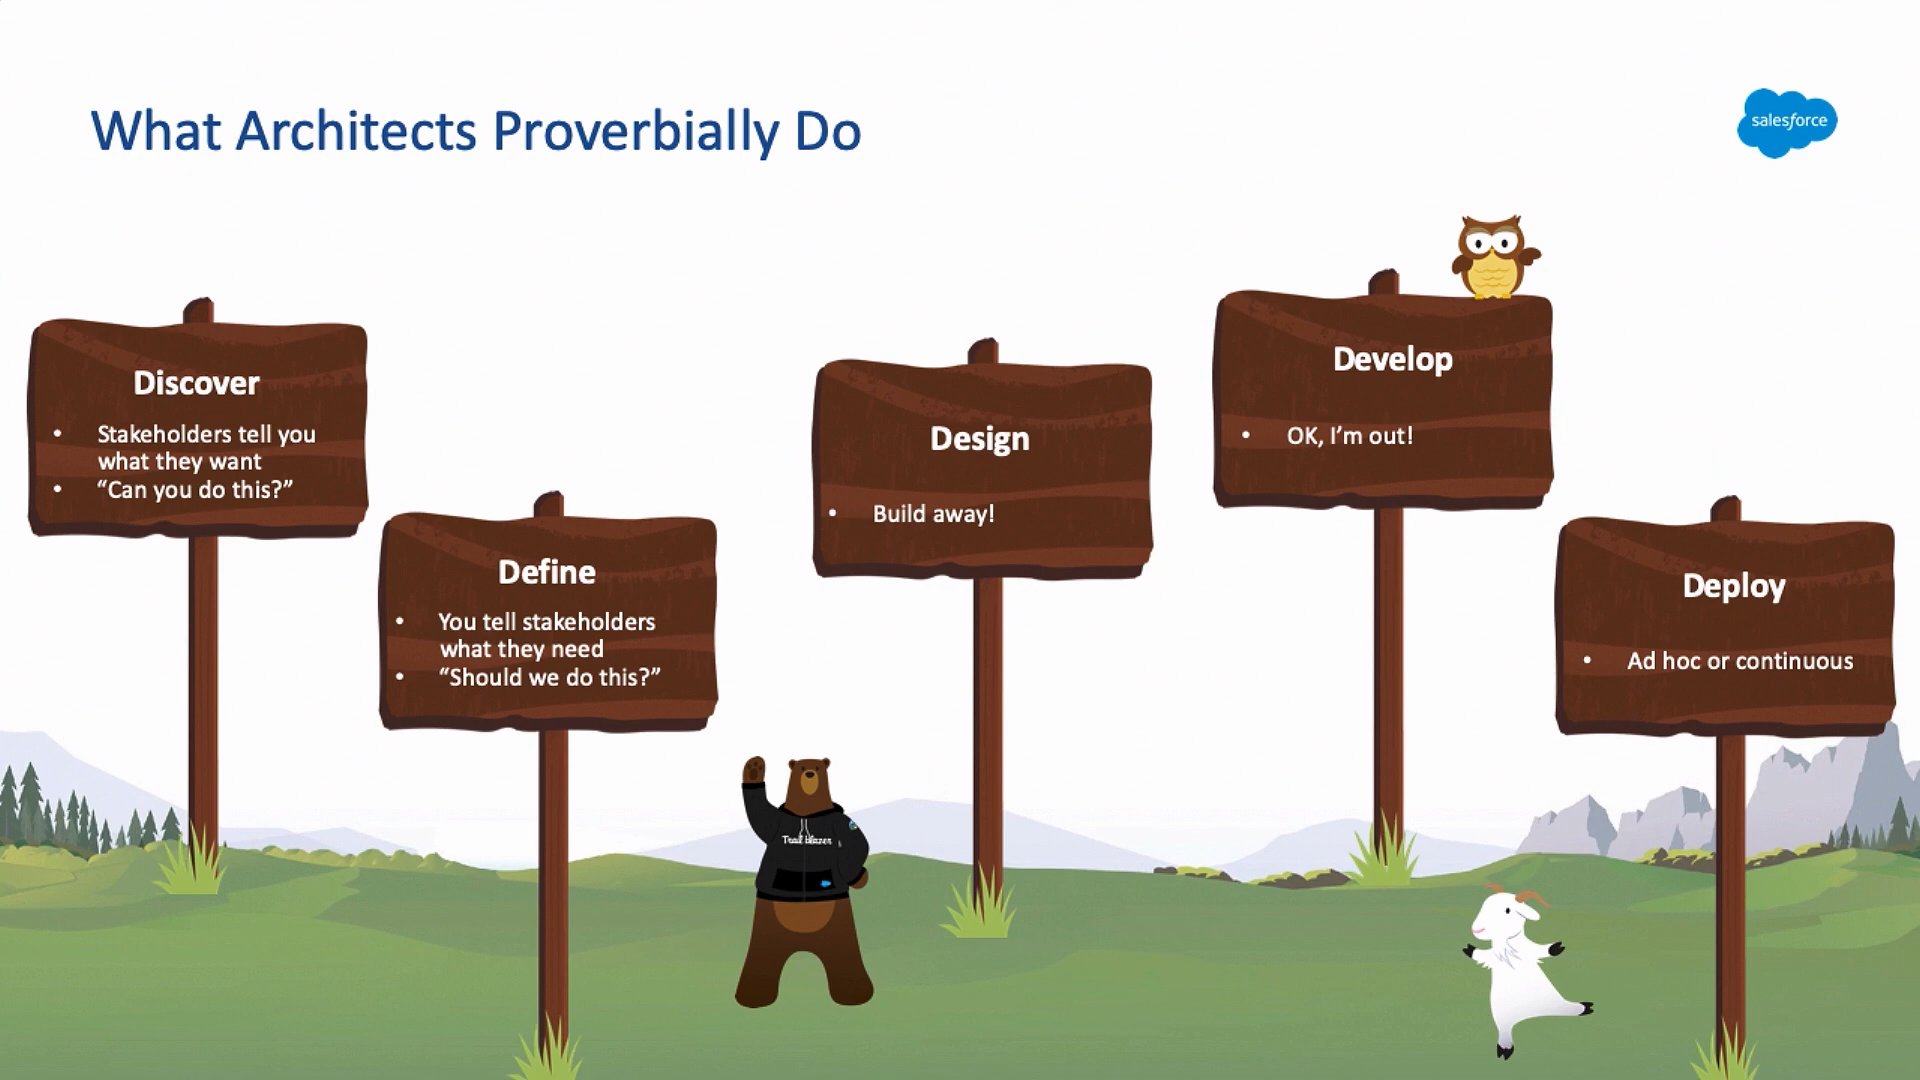 What Architects Proverbially Do
salesforce
Discover
• Stakeholders tell you
what they want
• “Can you do this?”
Define
• You tell stakeholders
what they need
• “Should we do this?”
Design
• Build away!
Develop
• OK, I’m out!
Deploy
• Ad hoc or continuous
Trailblazer